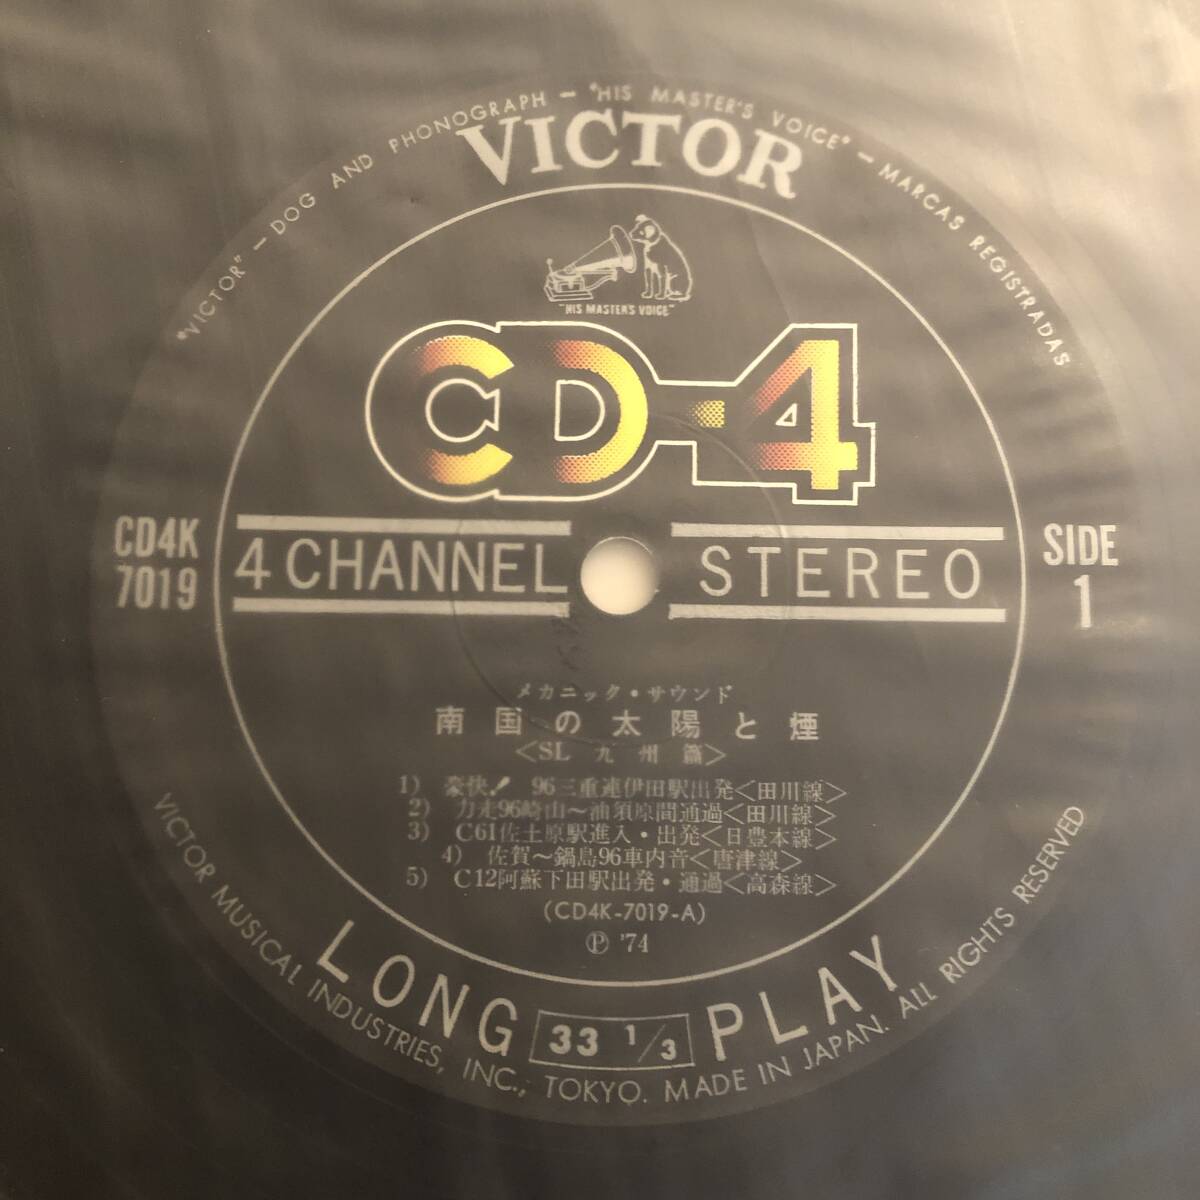 "VICTOR" – DOG AND PHONOGRAPH – "HIS MASTER'S VOICE" – MARCAS REGISTRADAS
VICTOR
"HIS MASTER'S VOICE"
CD-4
CD4K
7019
4 CHANNEL STEREO
SIDE
1
メカニック・サウンド
南国の太陽と煙
<SL 九州篇>
1) 豪快! 96三重連伊田駅出発<田川線>
2) 力走96崎山~油須原間通過<田川線>
3) C61佐土原駅進入・出発<日豊本線>
4) 佐賀~鍋島96車内音<唐津線>
5) C12阿蘇下田駅出発・通過<高森線>
(CD4K-7019-A)
Ⓟ '74
LONG 33 1/3 PLAY
VICTOR MUSICAL INDUSTRIES, INC., TOKYO. MADE IN JAPAN. ALL RIGHTS RESERVED